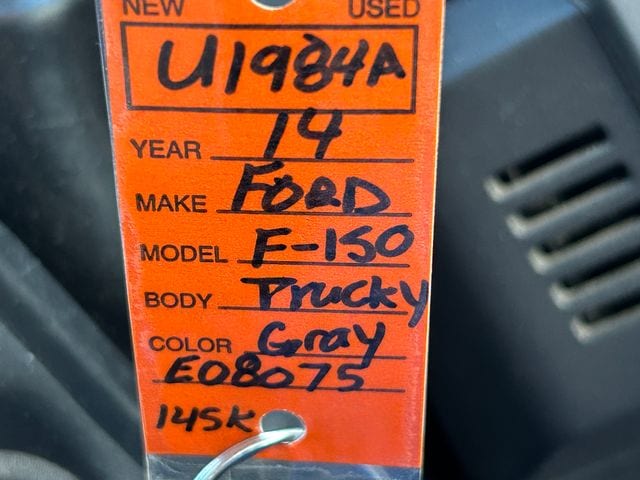 NEW USED
U1984A
YEAR 14
MAKE FORD
MODEL F-150
BODY Trucky
COLOR Gray
E08075
145K